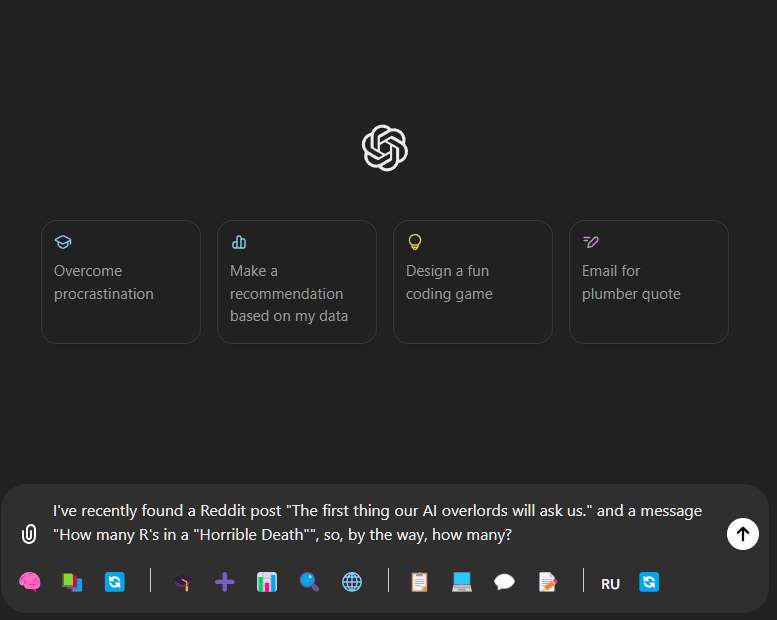 Overcome
procrastination
Make a
recommendation
based on my data
Design a fun
coding game
Email for
plumber quote
I've recently found a Reddit post "The first thing our AI overlords will ask us." and a message
"How many R's in a "Horrible Death"", so, by the way, how many?
RU